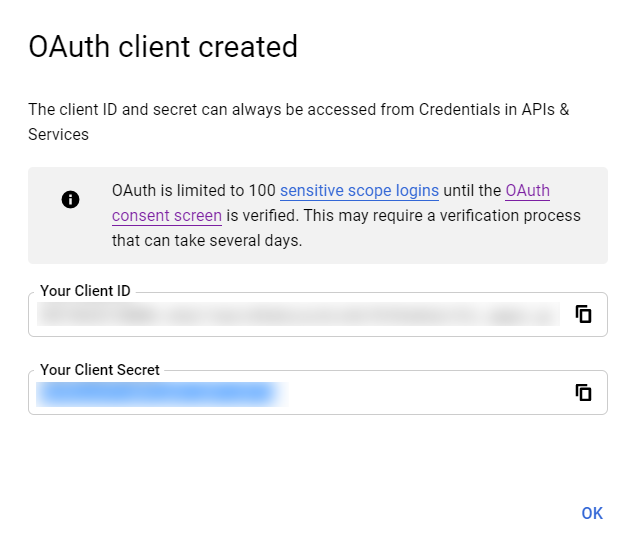 OAuth client created
The client ID and secret can always be accessed from Credentials in APIs &
Services
OAuth is limited to 100 sensitive scope logins until the OAuth
consent screen is verified. This may require a verification process
that can take several days.
Your Client ID
Your Client Secret
OK